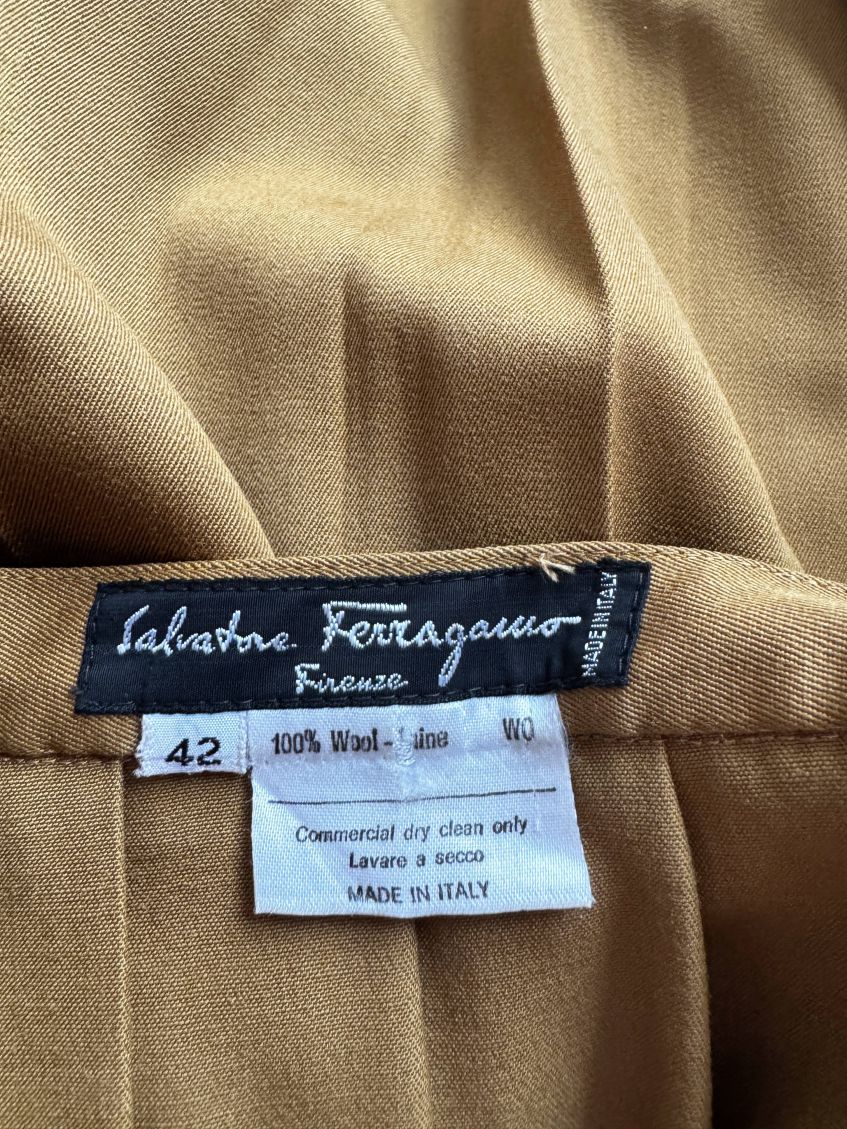 Salvatore Ferragamo
Firenze
MADE IN ITALY
42
100% Wool - Laine WO
Commercial dry clean only
Lavare a secco
MADE IN ITALY